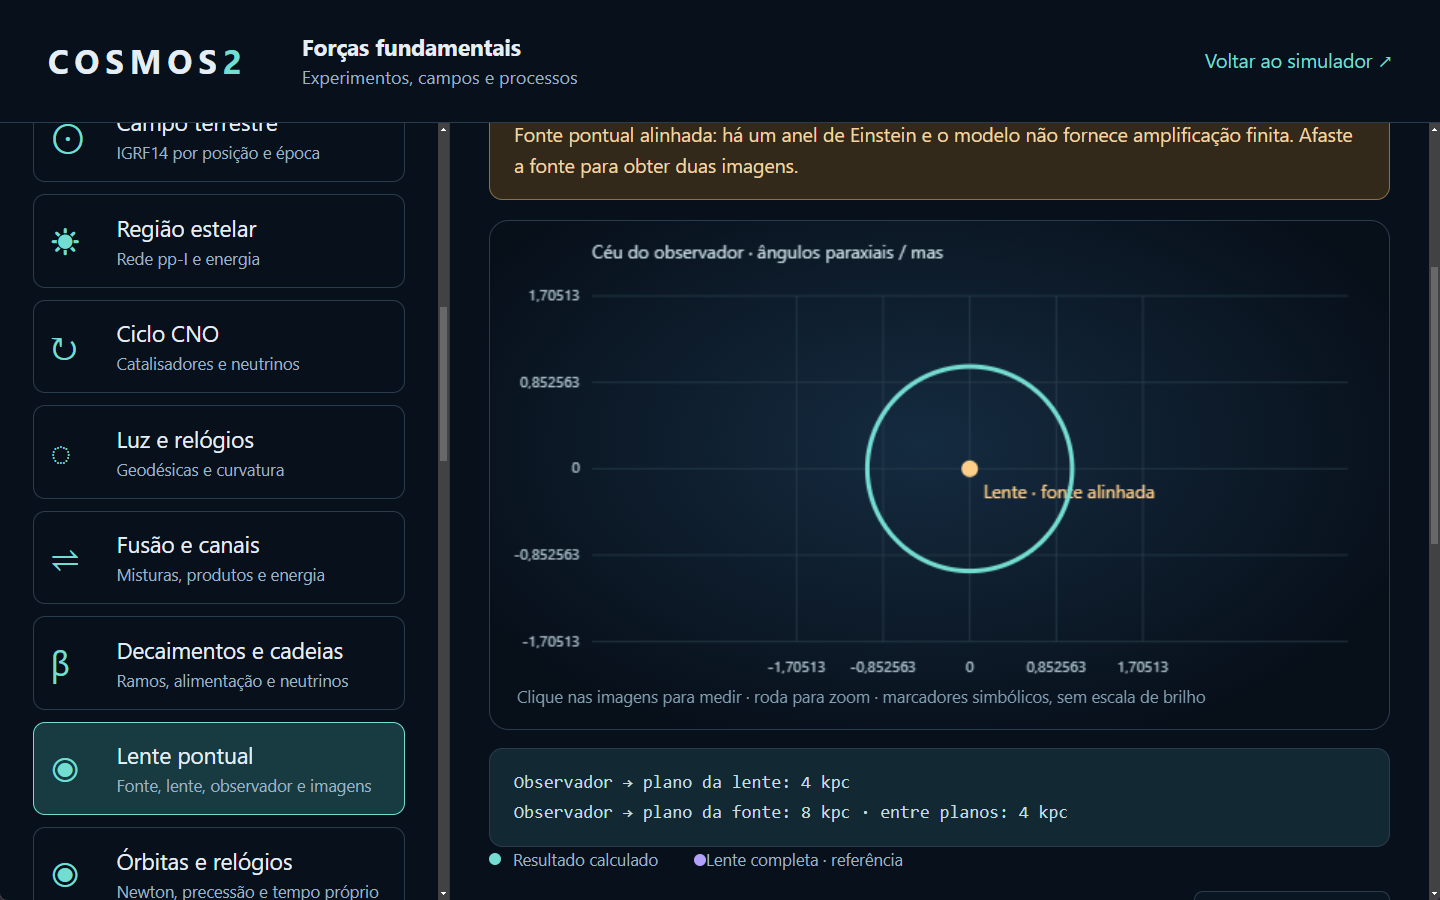 COSMOS2
Forças fundamentais
Experimentos, campos e processos
Voltar ao simulador ↗
Campo terrestre
IGRF14 por posição e época
Região estelar
Rede pp-I e energia
Ciclo CNO
Catalisadores e neutrinos
Luz e relógios
Geodésicas e curvatura
Fusão e canais
Misturas, produtos e energia
β
Decaimentos e cadeias
Ramos, alimentação e neutrinos
Lente pontual
Fonte, lente, observador e imagens
Órbitas e relógios
Newton, precessão e tempo próprio
Fonte pontual alinhada: há um anel de Einstein e o modelo não fornece amplificação finita. Afaste
a fonte para obter duas imagens.
Céu do observador · ângulos paraxiais / mas
1,70513
0,852563
0
-0,852563
-1,70513
Lente · fonte alinhada
-1,70513 -0,852563 0 0,852563 1,70513
Clique nas imagens para medir · roda para zoom · marcadores simbólicos, sem escala de brilho
Observador → plano da lente: 4 kpc
Observador → plano da fonte: 8 kpc · entre planos: 4 kpc
Resultado calculado
Lente completa · referência